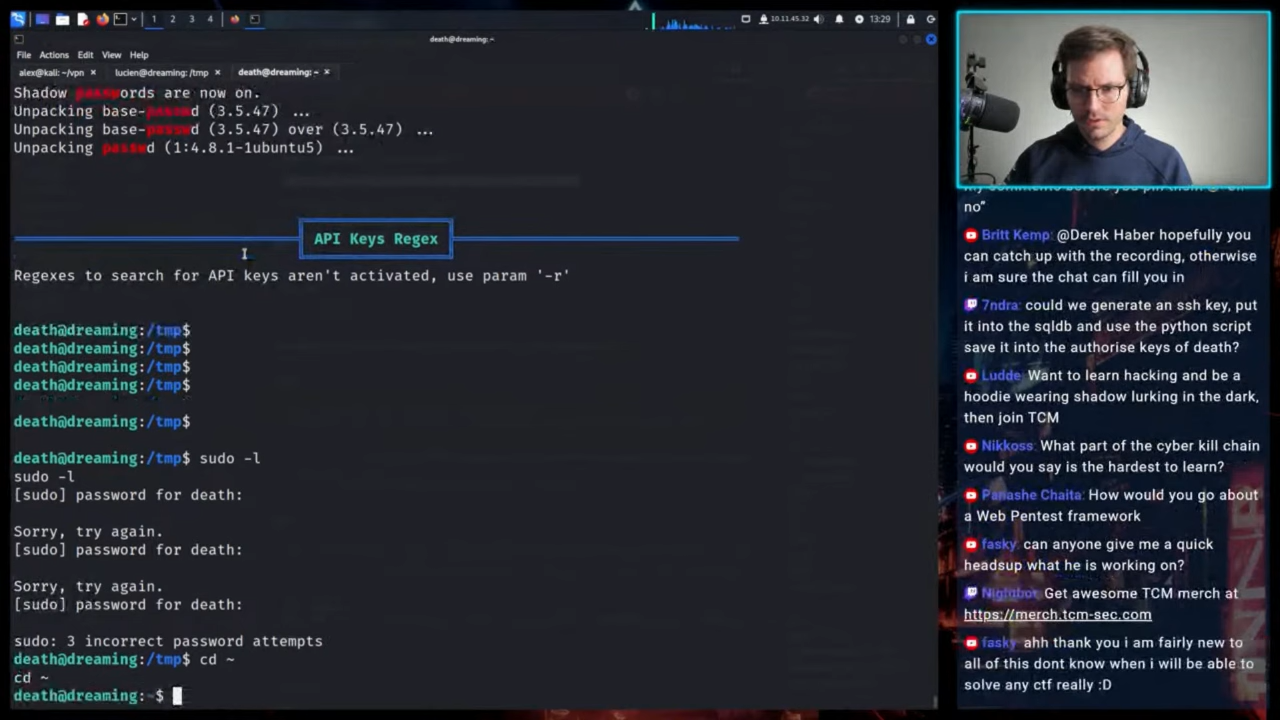 1 2 3 4
10.11.45.32
13:29
death@dreaming: ~
File Actions Edit View Help
alex@kali: ~/vpn × lucien@dreaming: /tmp × death@dreaming: ~ ×
Shadow passwords are now on.
Unpacking base-passwd (3.5.47) ...
Unpacking base-passwd (3.5.47) over (3.5.47) ...
Unpacking passwd (1:4.8.1-1ubuntu5) ...
API Keys Regex
Regexes to search for API keys aren't activated, use param '-r'
death@dreaming:/tmp$
death@dreaming:/tmp$
death@dreaming:/tmp$
death@dreaming:/tmp$
death@dreaming:/tmp$
death@dreaming:/tmp$ sudo -l
sudo -l
[sudo] password for death:
Sorry, try again.
[sudo] password for death:
Sorry, try again.
[sudo] password for death:
sudo: 3 incorrect password attempts
death@dreaming:/tmp$ cd ~
cd ~
death@dreaming:~$
no"
Britt Kemp: @Derek Haber hopefully you
can catch up with the recording, otherwise
i am sure the chat can fill you in
7ndra: could we generate an ssh key, put
it into the sqldb and use the python script
save it into the authorise keys of death?
Ludde: Want to learn hacking and be a
hoodie wearing shadow lurking in the dark,
then join TCM
Nikkoss: What part of the cyber kill chain
would you say is the hardest to learn?
Panashe Chaita: How would you go about
a Web Pentest framework
fasky: can anyone give me a quick
headsup what he is working on?
Nightbot: Get awesome TCM merch at
https://merch.tcm-sec.com
fasky: ahh thank you i am fairly new to
all of this dont know when i will be able to
solve any ctf really :D